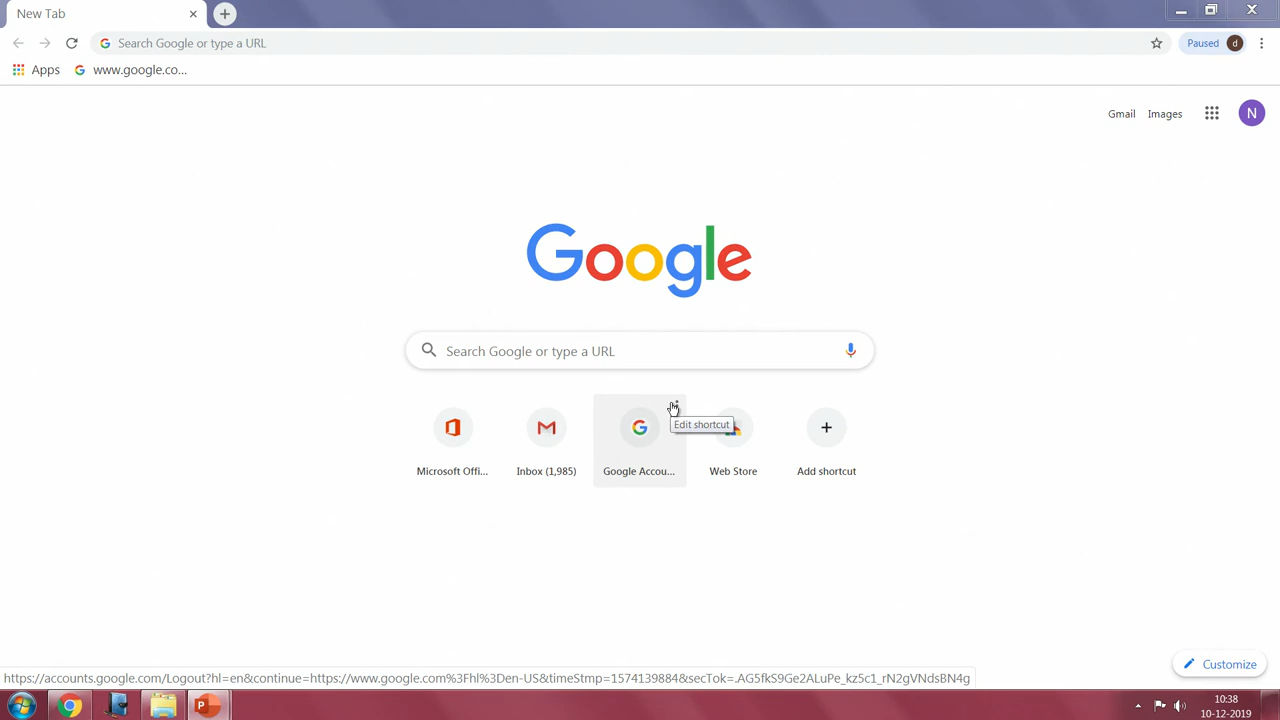 New Tab
Search Google or type a URL
Paused d
Apps www.google.co...
Gmail Images N
Google
Search Google or type a URL
Edit shortcut
Microsoft Offi... Inbox (1,985) Google Accou... Web Store Add shortcut
Customize
https://accounts.google.com/Logout?hl=en&continue=https://www.google.com%3Fhl%3Den-US&timeStmp=1574139884&secTok=.AG5fkS9Ge2ALuPe_kz5c1_rN2gVNdsBN4g
10:38
10-12-2019